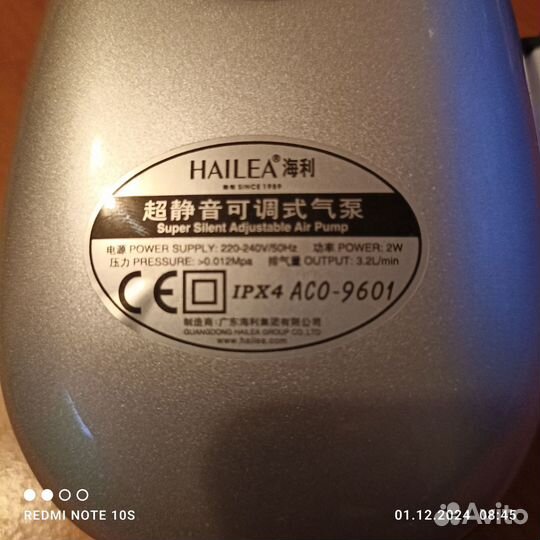 HAILEA® 海利
SINCE 1989
超静音可调式气泵
Super Silent Adjustable Air Pump
电源 POWER SUPPLY: 220-240V/50Hz 功率 POWER: 2W
压力 PRESSURE: >0.012Mpa 排气量 OUTPUT: 3.2L/min
CE IPX4 ACO-9601
制造商:广东海利集团有限公司
GUANGDONG HAILEA GROUP CO.,LTD
www.hailea.com
REDMI NOTE 10S
01.12.2024 08:45
Avito